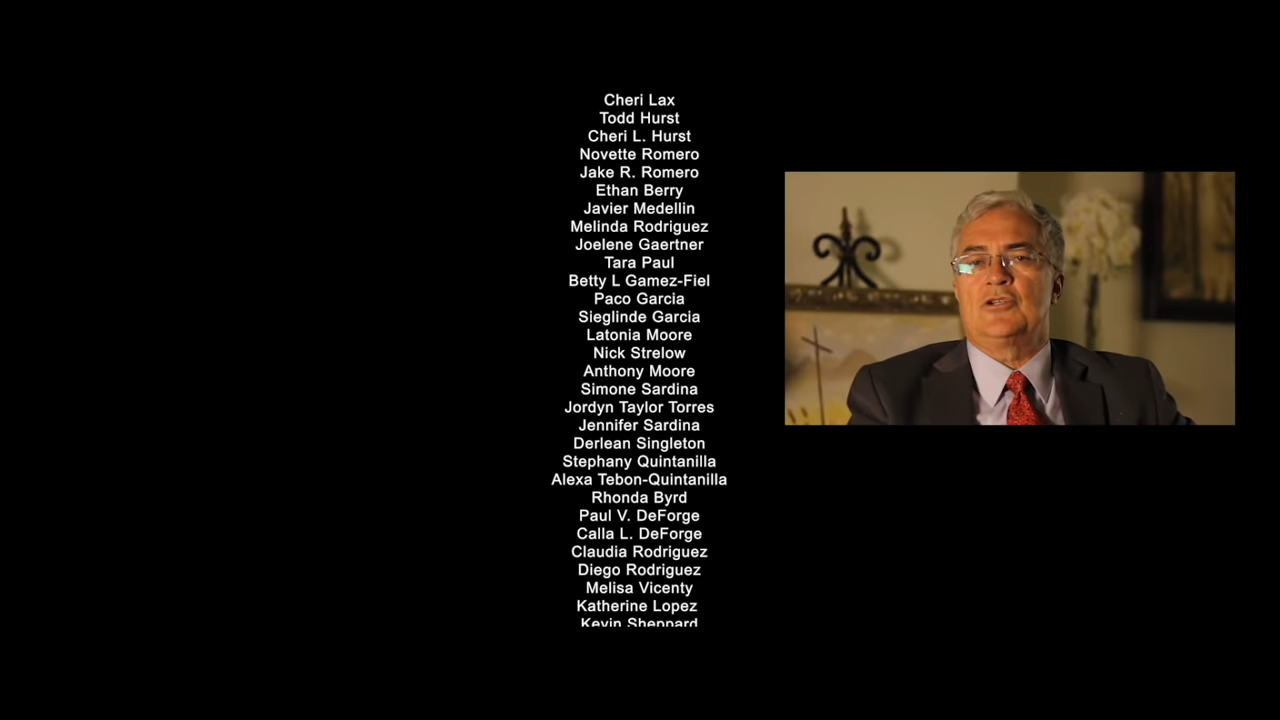 Cheri Lax
Todd Hurst
Cheri L. Hurst
Novette Romero
Jake R. Romero
Ethan Berry
Javier Medellin
Melinda Rodriguez
Joelene Gaertner
Tara Paul
Betty L Gamez-Fiel
Paco Garcia
Sieglinde Garcia
Latonia Moore
Nick Strelow
Anthony Moore
Simone Sardina
Jordyn Taylor Torres
Jennifer Sardina
Derlean Singleton
Stephany Quintanilla
Alexa Tebon-Quintanilla
Rhonda Byrd
Paul V. DeForge
Calla L. DeForge
Claudia Rodriguez
Diego Rodriguez
Melisa Vicenty
Katherine Lopez
Kevin Sheppard